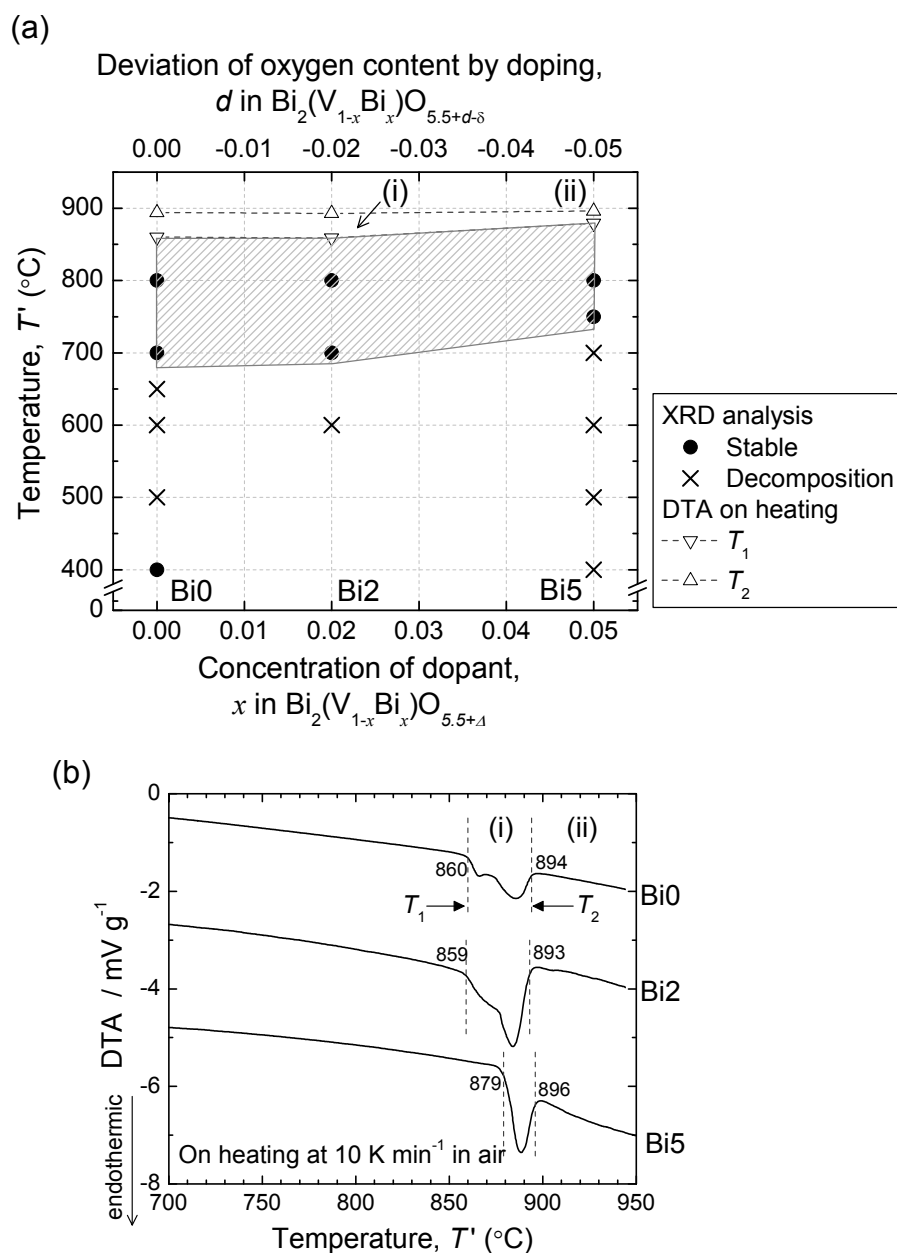 (a)
Deviation of oxygen content by doping,
d in Bi₂(V₁₋ₓBiₓ)O₅.₅₊d₋δ
0.00 -0.01 -0.02 -0.03 -0.04 -0.05
(i) (ii)
900
800
700
600
500
400
0
Temperature, T' (°C)
Bi0 Bi2 Bi5
0.00 0.01 0.02 0.03 0.04 0.05
Concentration of dopant,
x in Bi₂(V₁₋ₓBiₓ)O₅.₅₊Δ
XRD analysis
Stable
Decomposition
DTA on heating
T₁
T₂
(b)
0
-2
-4
-6
-8
DTA / mV g⁻¹
endothermic
(i) (ii)
860 894
T₁ T₂
Bi0
859 893
Bi2
879 896
Bi5
On heating at 10 K min⁻¹ in air
700 750 800 850 900 950
Temperature, T' (°C)